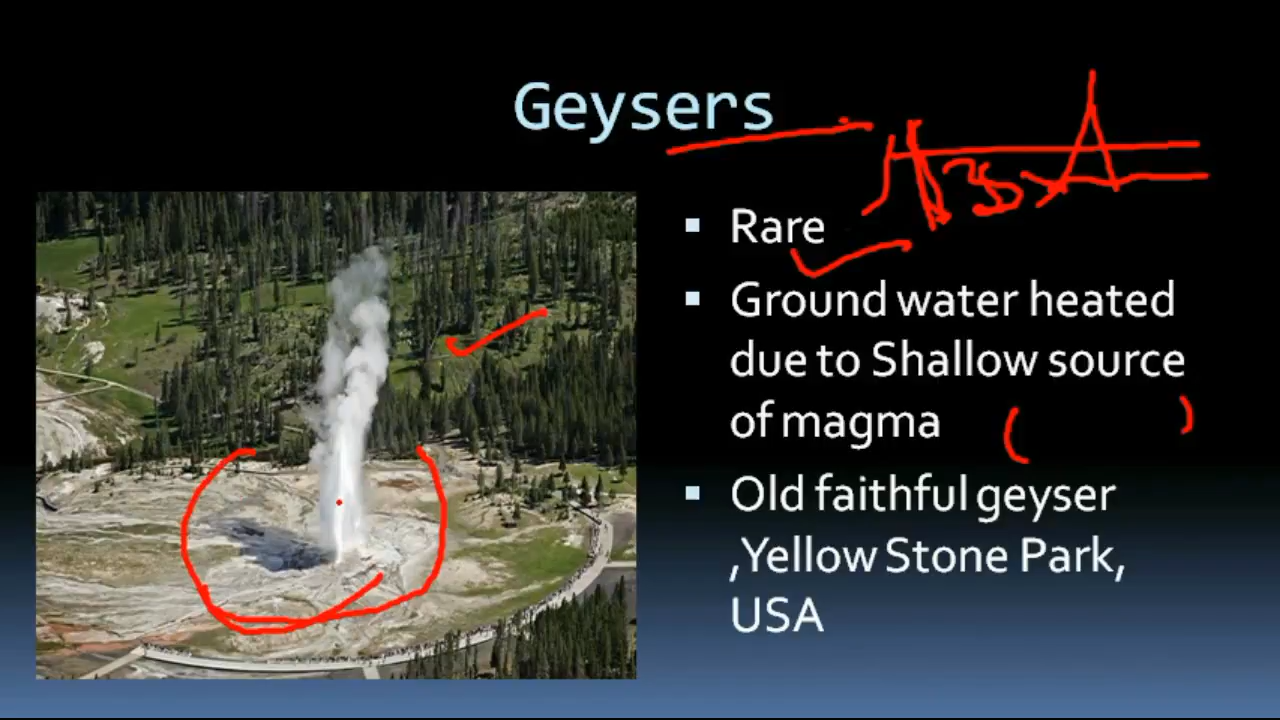 Geysers
Rare
Ground water heated
due to Shallow source
of magma
Old faithful geyser
,Yellow Stone Park,
USA